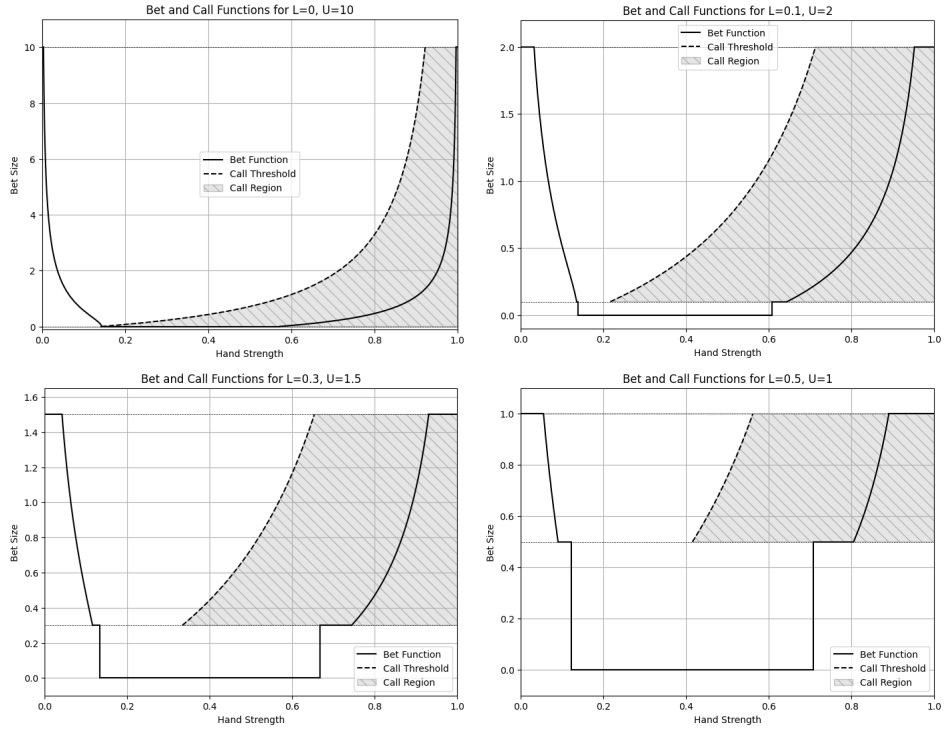 Bet and Call Functions for L=0, U=10
10
8
6
4
2
0
Bet Size
Bet Function
Call Threshold
Call Region
0.0 0.2 0.4 0.6 0.8 1.0
Hand Strength
Bet and Call Functions for L=0.1, U=2
2.0
1.5
1.0
0.5
0.0
Bet Size
Bet Function
Call Threshold
Call Region
0.0 0.2 0.4 0.6 0.8 1.0
Hand Strength
Bet and Call Functions for L=0.3, U=1.5
1.6
1.4
1.2
1.0
0.8
0.6
0.4
0.2
0.0
Bet Size
Bet Function
Call Threshold
Call Region
0.0 0.2 0.4 0.6 0.8 1.0
Hand Strength
Bet and Call Functions for L=0.5, U=1
1.0
0.8
0.6
0.4
0.2
0.0
Bet Size
Bet Function
Call Threshold
Call Region
0.0 0.2 0.4 0.6 0.8 1.0
Hand Strength